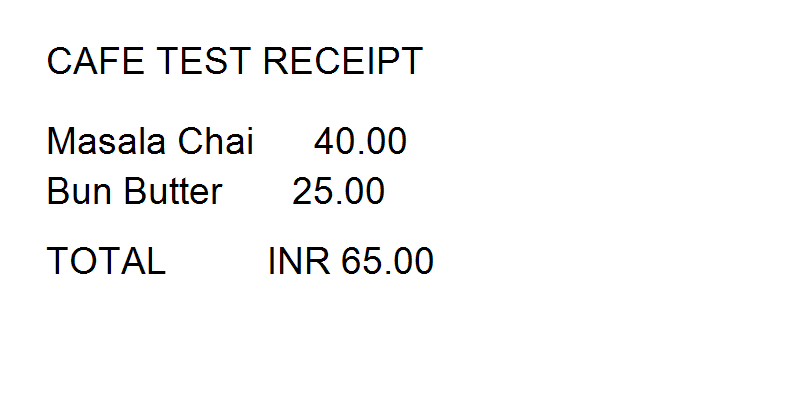 CAFE TEST RECEIPT
Masala Chai 40.00
Bun Butter 25.00
TOTAL INR 65.00